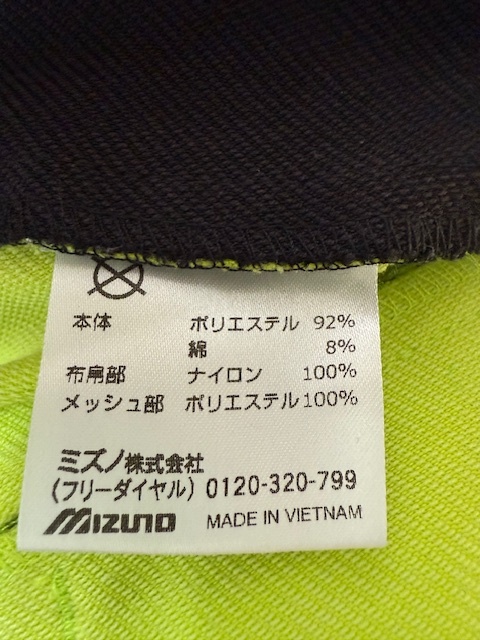 本体 ポリエステル 92%
綿 8%
布帛部 ナイロン 100%
メッシュ部 ポリエステル100%
ミズノ株式会社
(フリーダイヤル) 0120-320-799
MIZUNO MADE IN VIETNAM